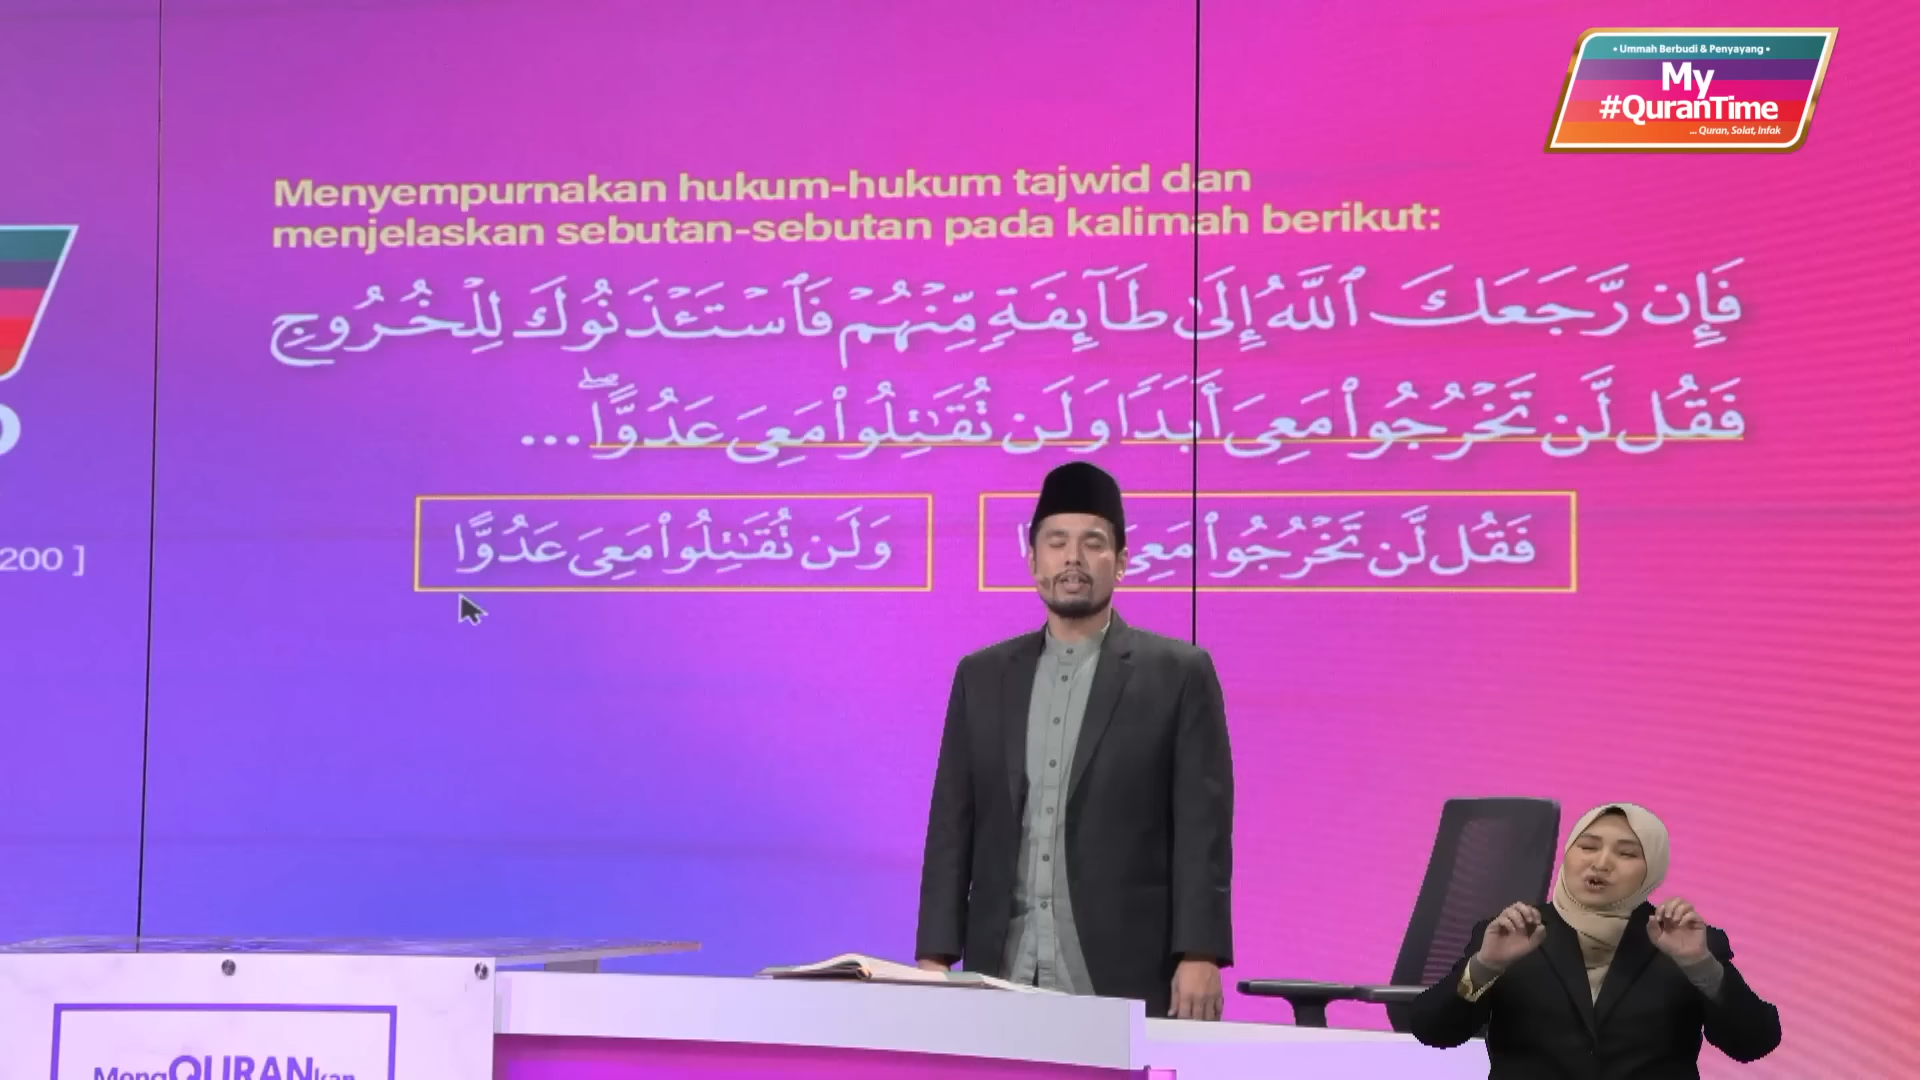 • Ummah Berbudi & Penyayang •
My
#QuranTime
... Quran, Solat, Infak
Menyempurnakan hukum-hukum tajwid dan
menjelaskan sebutan-sebutan pada kalimah berikut:
فَإِن رَّجَعَكَ ٱللَّهُ إِلَىٰ طَآئِفَةٍ مِّنْهُمْ فَٱسْتَـْٔذَنُوكَ لِلْخُرُوجِ
فَقُل لَّن تَخْرُجُوا۟ مَعِىَ أَبَدًا وَلَن تُقَـٰتِلُوا۟ مَعِىَ عَدُوًّا ۖ ...
فَقُل لَّن تَخْرُجُوا۟ مَعِىَ
وَلَن تُقَـٰتِلُوا۟ مَعِىَ عَدُوًّا
200 ]
MengQURANkan